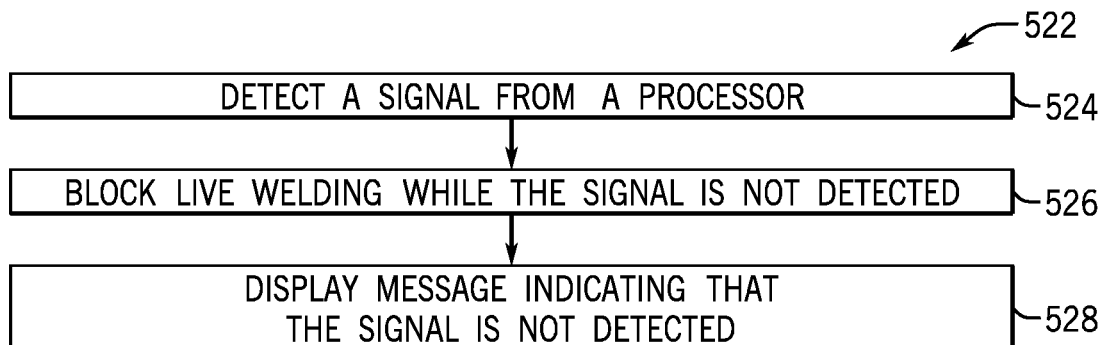 522
DETECT A SIGNAL FROM A PROCESSOR
524
BLOCK LIVE WELDING WHILE THE SIGNAL IS NOT DETECTED
526
DISPLAY MESSAGE INDICATING THAT
THE SIGNAL IS NOT DETECTED
528